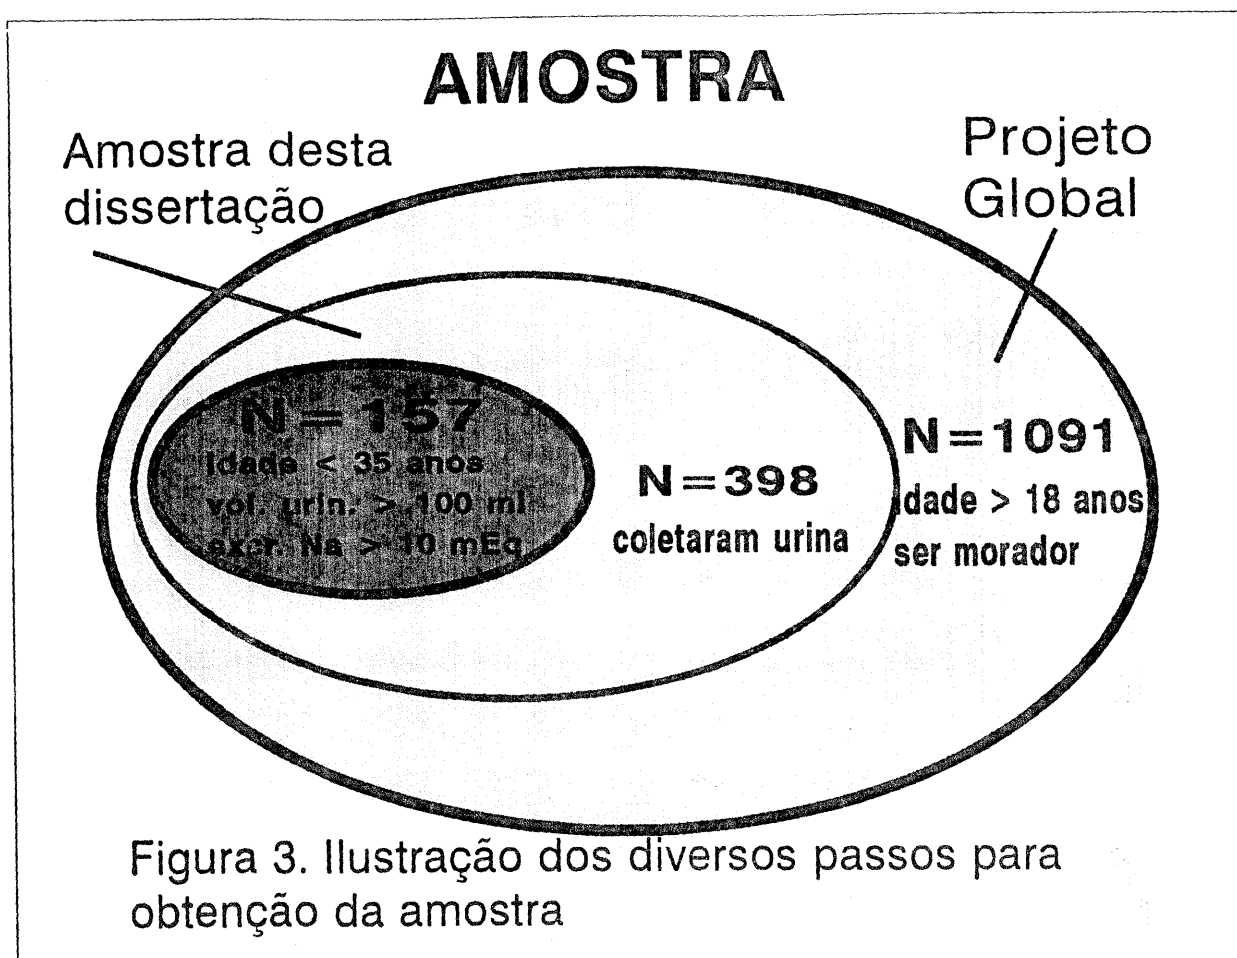 AMOSTRA
Amostra desta
dissertação
Projeto
Global
N=157
Idade < 35 anos
vol. urin. > 100 ml
excr. Na > 10 mEq
N=398
coletaram urina
N=1091
Idade > 18 anos
ser morador
Figura 3. Ilustração dos diversos passos para
obtenção da amostra